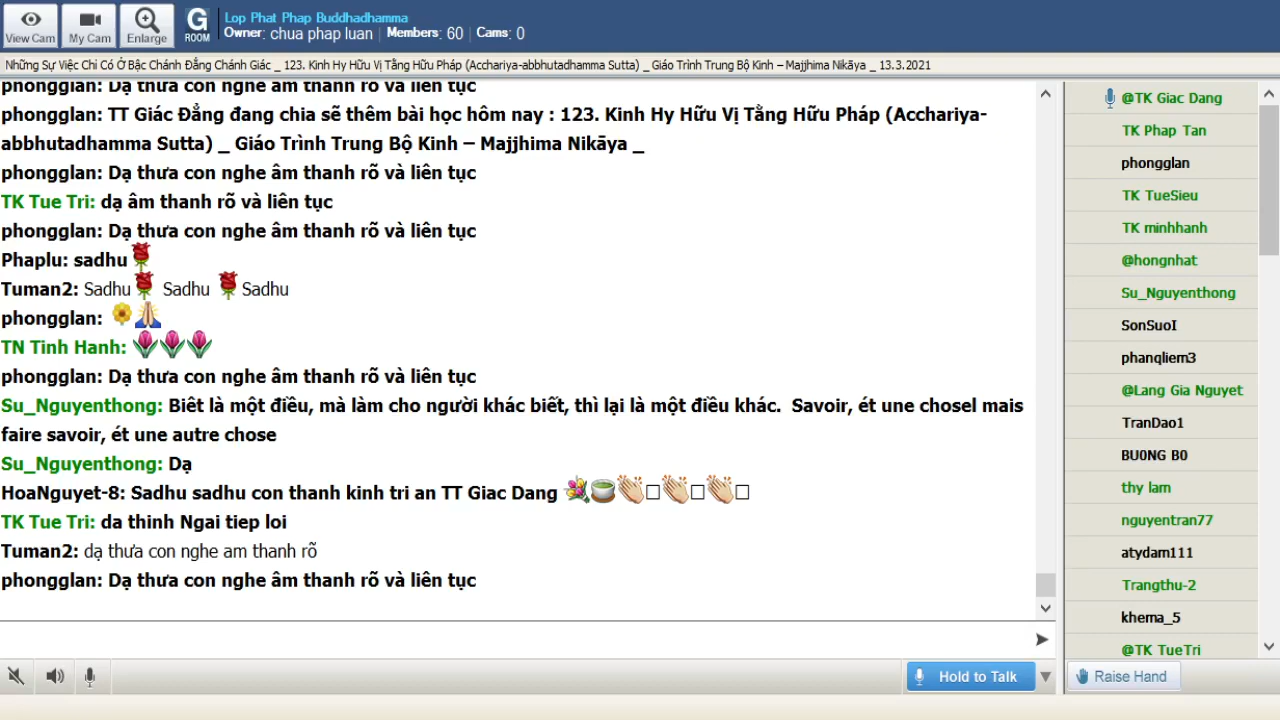 View Cam
My Cam
Enlarge
G
ROOM
Lop Phat Phap Buddhadhamma
Owner: chua phap luan | Members: 60 | Cams: 0
Những Sự Việc Chỉ Có Ở Bậc Chánh Đẳng Chánh Giác _ 123. Kinh Hy Hữu Vị Tằng Hữu Pháp (Acchariya-abbhutadhamma Sutta) _ Giáo Trình Trung Bộ Kinh – Majjhima Nikāya _ 13.3.2021
phongglan: Dạ thưa con nghe âm thanh rõ và liên tục
phongglan: TT Giác Đẳng đang chia sẽ thêm bài học hôm nay : 123. Kinh Hy Hữu Vị Tằng Hữu Pháp (Acchariya-
abbhutadhamma Sutta) _ Giáo Trình Trung Bộ Kinh – Majjhima Nikāya _
phongglan: Dạ thưa con nghe âm thanh rõ và liên tục
TK Tue Tri: dạ âm thanh rõ và liên tục
phongglan: Dạ thưa con nghe âm thanh rõ và liên tục
Phaplu: sadhu
Tuman2: Sadhu Sadhu Sadhu
phongglan:
TN Tinh Hanh:
phongglan: Dạ thưa con nghe âm thanh rõ và liên tục
Su_Nguyenthong: Biêt là một điều, mà làm cho người khác biết, thì lại là một điều khác. Savoir, ét une chosel mais
faire savoir, ét une autre chose
Su_Nguyenthong: Dạ
HoaNguyet-8: Sadhu sadhu con thanh kinh tri an TT Giac Dang
TK Tue Tri: da thinh Ngai tiep loi
Tuman2: dạ thưa con nghe am thanh rõ
phongglan: Dạ thưa con nghe âm thanh rõ và liên tục
Hold to Talk
@TK Giac Dang
TK Phap Tan
phongglan
TK TueSieu
TK minhhanh
@hongnhat
Su_Nguyenthong
SonSuoI
phanqliem3
@Lang Gia Nguyet
TranDao1
BU0NG B0
thy lam
nguyentran77
atydam111
Trangthu-2
khema_5
@TK TueTri
Raise Hand